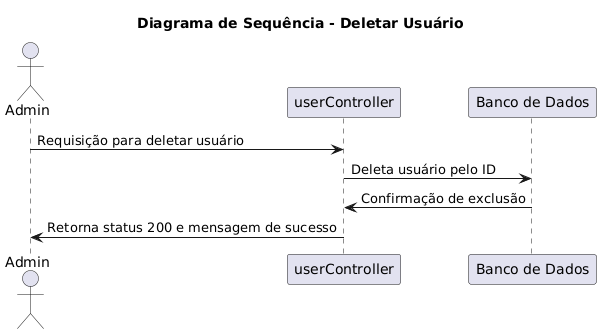 Diagrama de Sequência - Deletar Usuário
Admin
userController
Banco de Dados
Requisição para deletar usuário
Deleta usuário pelo ID
Confirmação de exclusão
Retorna status 200 e mensagem de sucesso
Admin
userController
Banco de Dados